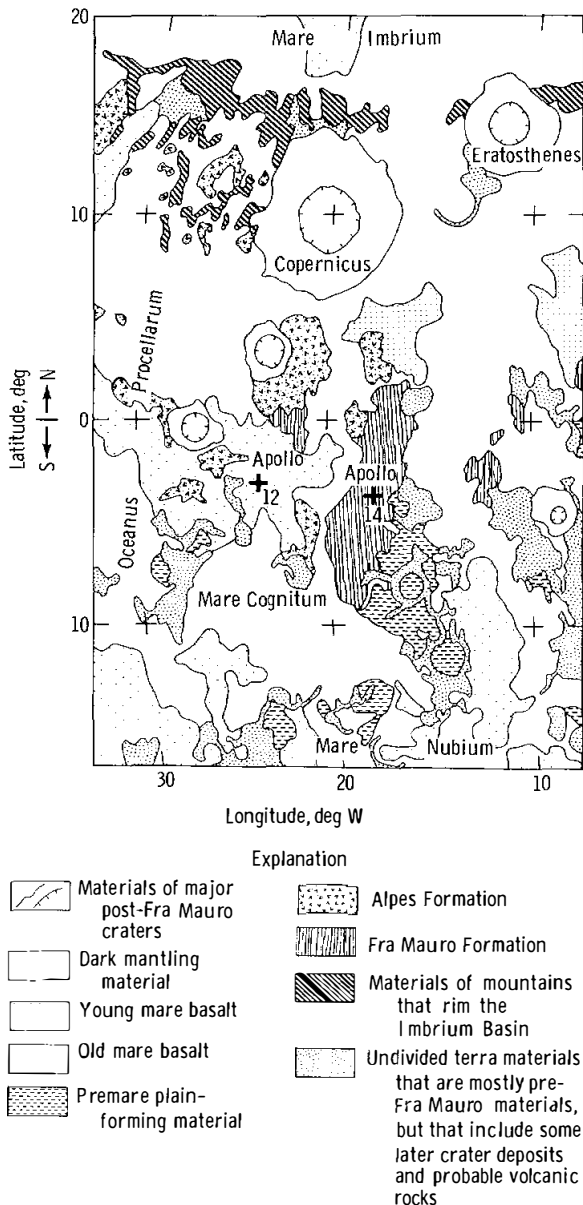 20
Mare Imbrium
15
Eratosthenes
10
Copernicus
Procellarum
Latitude, deg
S ← → N
0
Apollo
12
Apollo
14
Oceanus
Mare Cognitum
10
Mare Nubium
30 20 10
Longitude, deg W
Explanation
Materials of major
post-Fra Mauro
craters
Dark mantling
material
Young mare basalt
Old mare basalt
Premare plain-
forming material
Alpes Formation
Fra Mauro Formation
Materials of mountains
that rim the
Imbrium Basin
Undivided terra materials
that are mostly pre-
Fra Mauro materials,
but that include some
later crater deposits
and probable volcanic
rocks